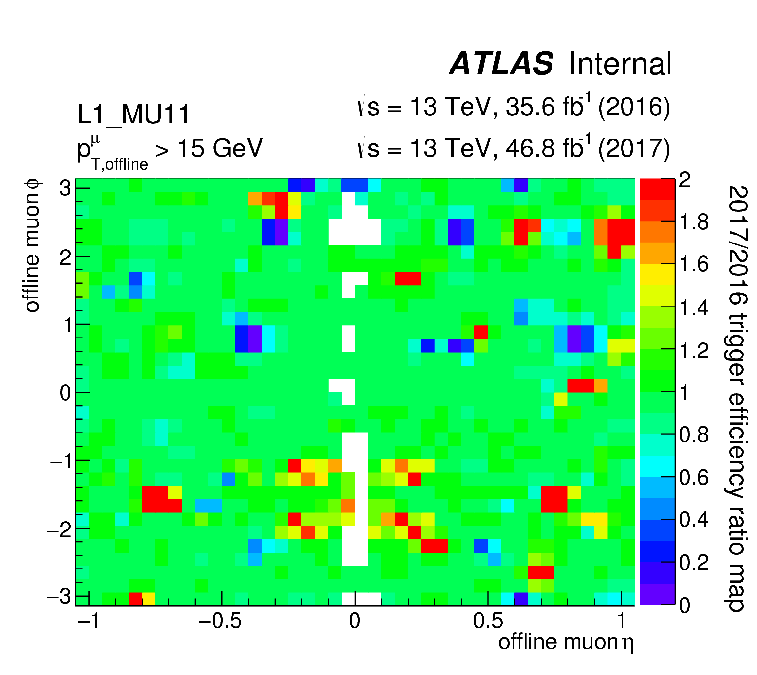 ATLAS Internal
L1_MU11
√s = 13 TeV, 35.6 fb⁻¹ (2016)
pᵘT,offline > 15 GeV
√s = 13 TeV, 46.8 fb⁻¹ (2017)
offline muon ϕ
3
2
1
0
−1
−2
−3
−1
−0.5
0
0.5
1
offline muon η
2
1.8
1.6
1.4
1.2
1
0.8
0.6
0.4
0.2
0
2017/2016 trigger efficiency ratio map